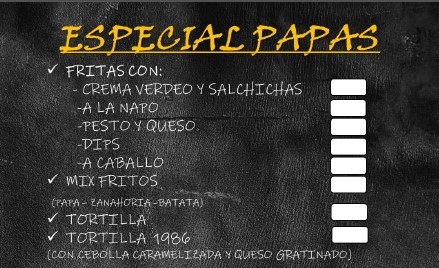 ESPECIAL PAPAS
✓ FRITAS CON:
- CREMA VERDEO Y SALCHICHAS
-A LA NAPO
-PESTO Y QUESO
-DIPS
-A CABALLO
✓ MIX FRITOS
(PAPA - ZANAHORIA -BATATA)
✓ TORTILLA
✓ TORTILLA 1986
(CON CEBOLLA CARAMELIZADA Y QUESO GRATINADO)